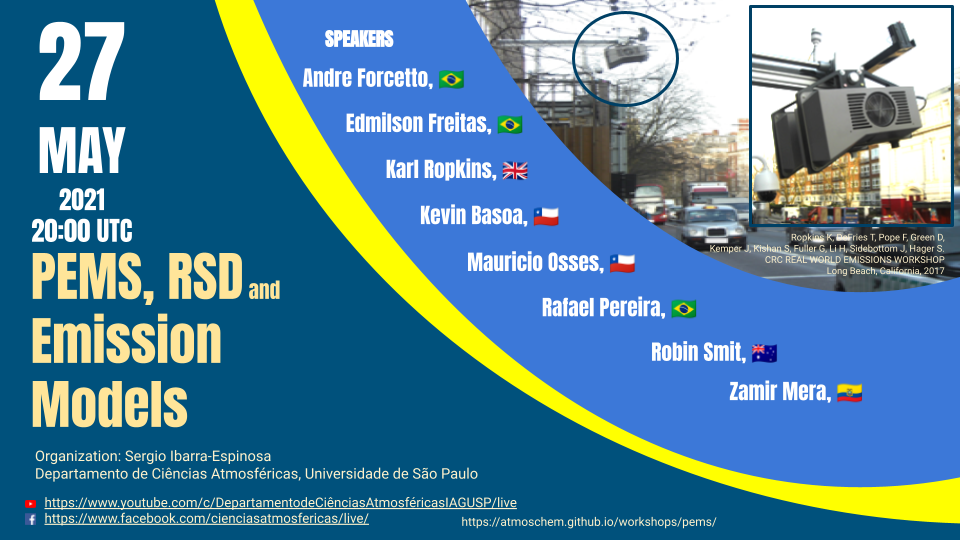 27
MAY
2021
20:00 UTC
PEMS, RSD and
Emission
Models
Organization: Sergio Ibarra-Espinosa
Departamento de Ciências Atmosféricas, Universidade de São Paulo
https://www.youtube.com/c/DepartamentodeCiênciasAtmosféricasIAGUSP/live
https://www.facebook.com/cienciasatmosfericas/live/
https://atmoschem.github.io/workshops/pems/
SPEAKERS
Andre Forcetto,
Edmilson Freitas,
Karl Ropkins,
Kevin Basoa,
Mauricio Osses,
Rafael Pereira,
Robin Smit,
Zamir Mera,
Ropkins K, DeFries T, Pope F, Green D,
Kemper J, Kishan S, Fuller G, Li H, Sidebottom J, Hager S.
CRC REAL WORLD EMISSIONS WORKSHOP
Long Beach, California, 2017